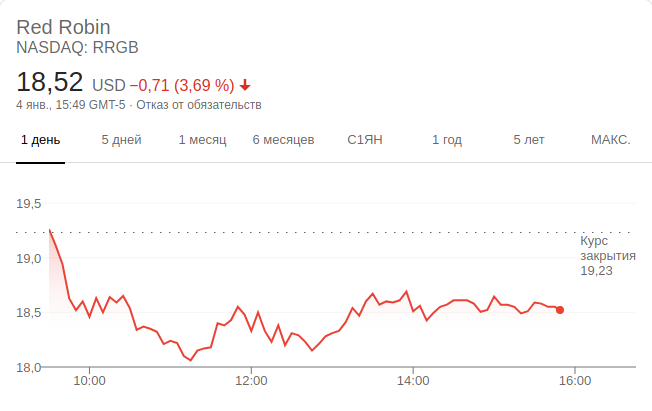 Red Robin
NASDAQ: RRGB
18,52 USD −0,71 (3,69 %)
4 янв., 15:49 GMT-5 · Отказ от обязательств
1 день 5 дней 1 месяц 6 месяцев С1ЯН 1 год 5 лет МАКС.
19,5
Курс
закрытия
19,0
19,23
18,5
18,0
10:00 12:00 14:00 16:00